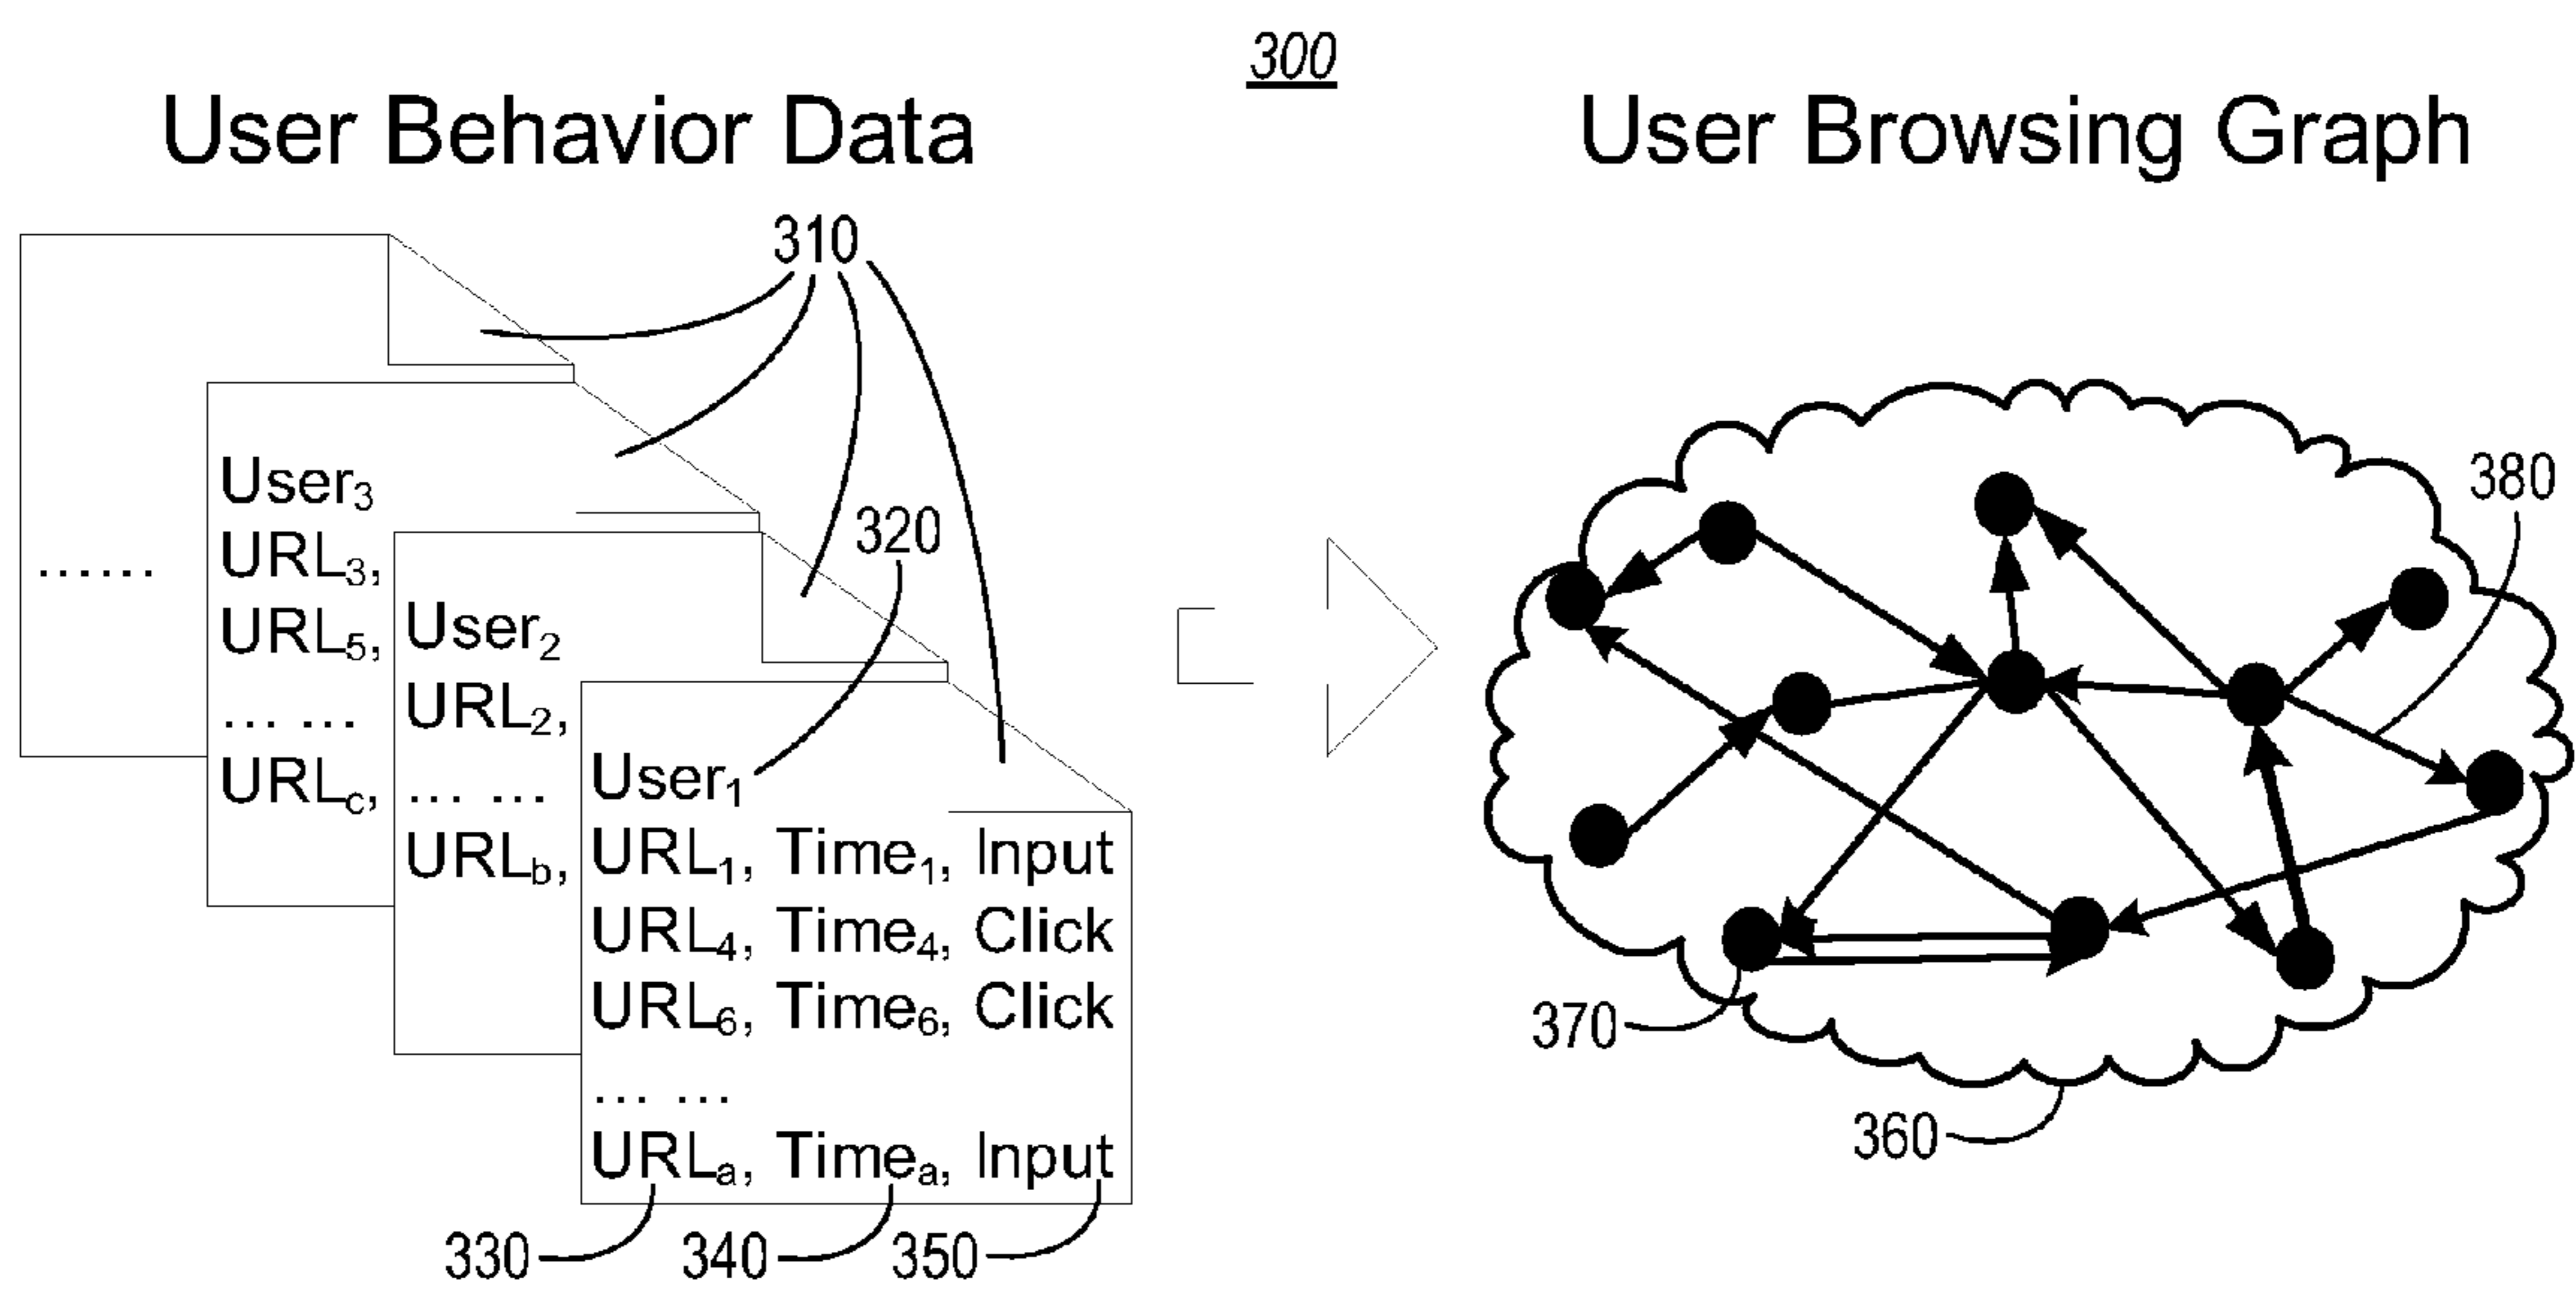 300
User Behavior Data
User Browsing Graph
310
320
......
User3
URL3,
URL5,
... ...
URLc,
User2
URL2,
... ...
URLb,
User1
URL1, Time1, Input
URL4, Time4, Click
URL6, Time6, Click
... ...
URLa, Time a, Input
330
340
350
380
370
360